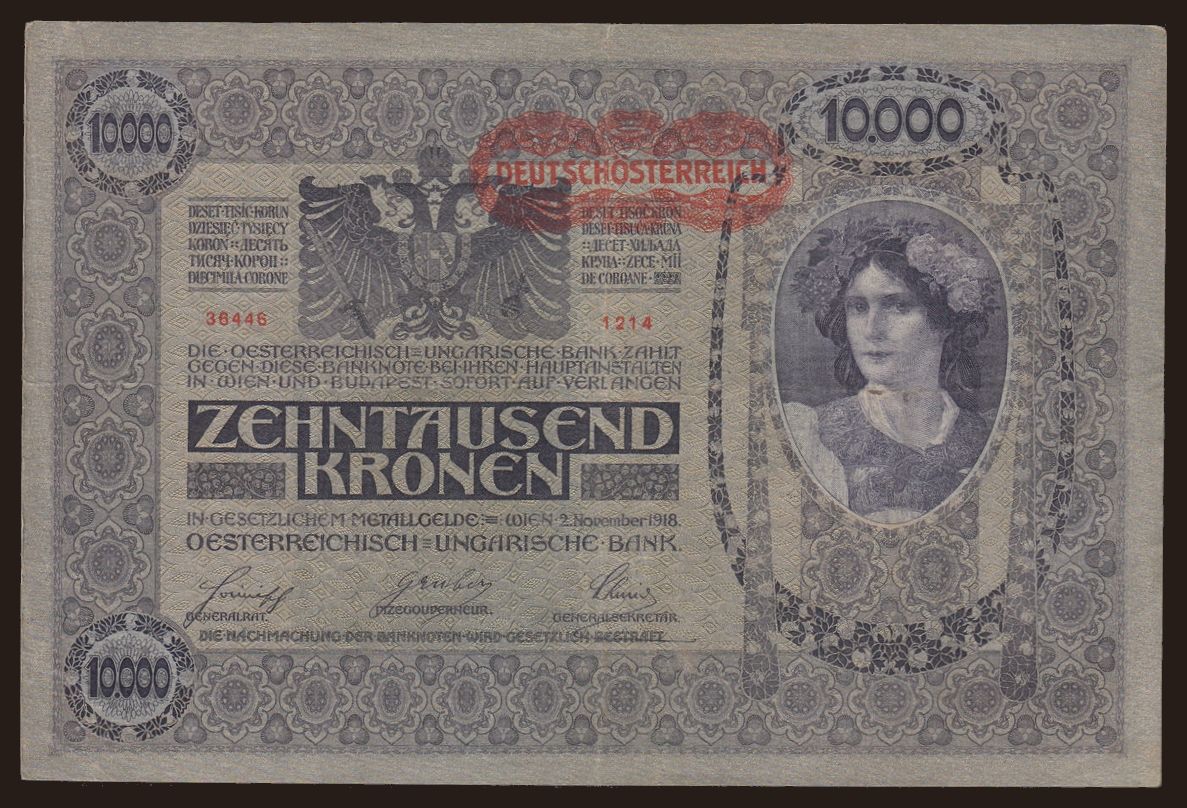 10.000
10.000
DEUTSCHÖSTERREICH
DESET·TISÍC·KORUN
DZIESIĘĆ·TYSIĘCY
KORON::ДЕСЯТЬ
ТИСЯЧ·КОРОН::
DIECIMILA CORONE
DESET·TISOČ·KRON
DESET·TISUĆA·KRUNA
::ДЕСЕТ·ХИЉАДА
КРУНА::ZECE·MII
DE COROANE·
36446
1214
DIE·OESTERREICHISCH=UNGARISCHE·BANK·ZAHLT
GEGEN·DIESE·BANKNOTE·BEI·IHREN·HAUPTANSTALTEN
IN·WIEN·UND·BUDAPEST·SOFORT·AUF·VERLANGEN
ZEHNTAUSEND
KRONEN
IN·GESETZLICHEM·METALLGELDE:=:WIEN·2.November 1918.
OESTERREICHISCH=UNGARISCHE·BANK.
Gruber
GENERALRAT.
VIZEGOUVERNEUR.
GENERALSEKRETÄR.
DIE·NACHMACHUNG·DER·BANKNOTEN·WIRD·GESETZLICH·BESTRAFT
10.000